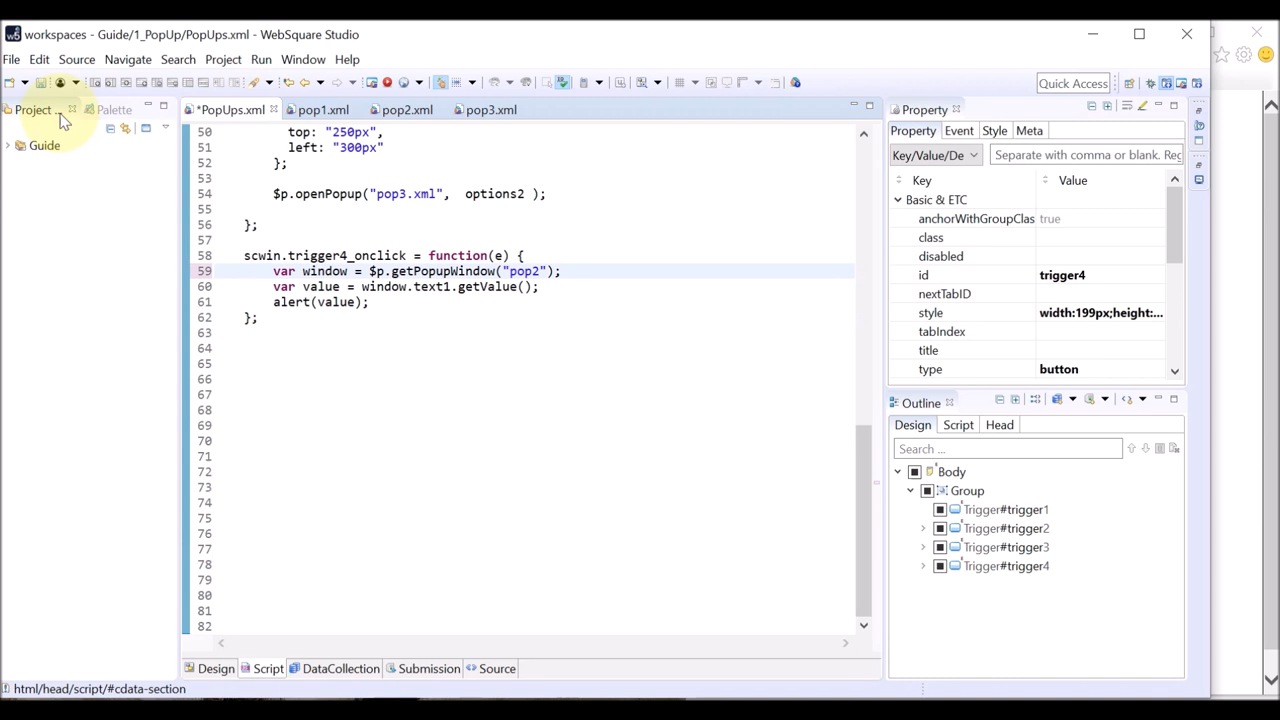 workspaces - Guide/1_PopUp/PopUps.xml - WebSquare Studio
File Edit Source Navigate Search Project Run Window Help
Quick Access
Project ... Palette
*PopUps.xml pop1.xml pop2.xml pop3.xml
Guide
50 top: "250px",
51 left: "300px"
52 };
53
54 $p.openPopup("pop3.xml", options2 );
55
56 };
57
58 scwin.trigger4_onclick = function(e) {
59 var window = $p.getPopupWindow("pop2");
60 var value = window.text1.getValue();
61 alert(value);
62 };
63
64
65
66
67
68
69
70
71
72
73
74
75
76
77
78
79
80
81
82
Design Script DataCollection Submission Source
html/head/script/#cdata-section
Property
Property Event Style Meta
Key/Value/De Separate with comma or blank. Reg
Key Value
Basic & ETC
anchorWithGroupClas true
class
disabled
id trigger4
nextTabID
style width:199px;height:...
tabIndex
title
type button
Outline
Design Script Head
Search ...
Body
Group
Trigger#trigger1
Trigger#trigger2
Trigger#trigger3
Trigger#trigger4